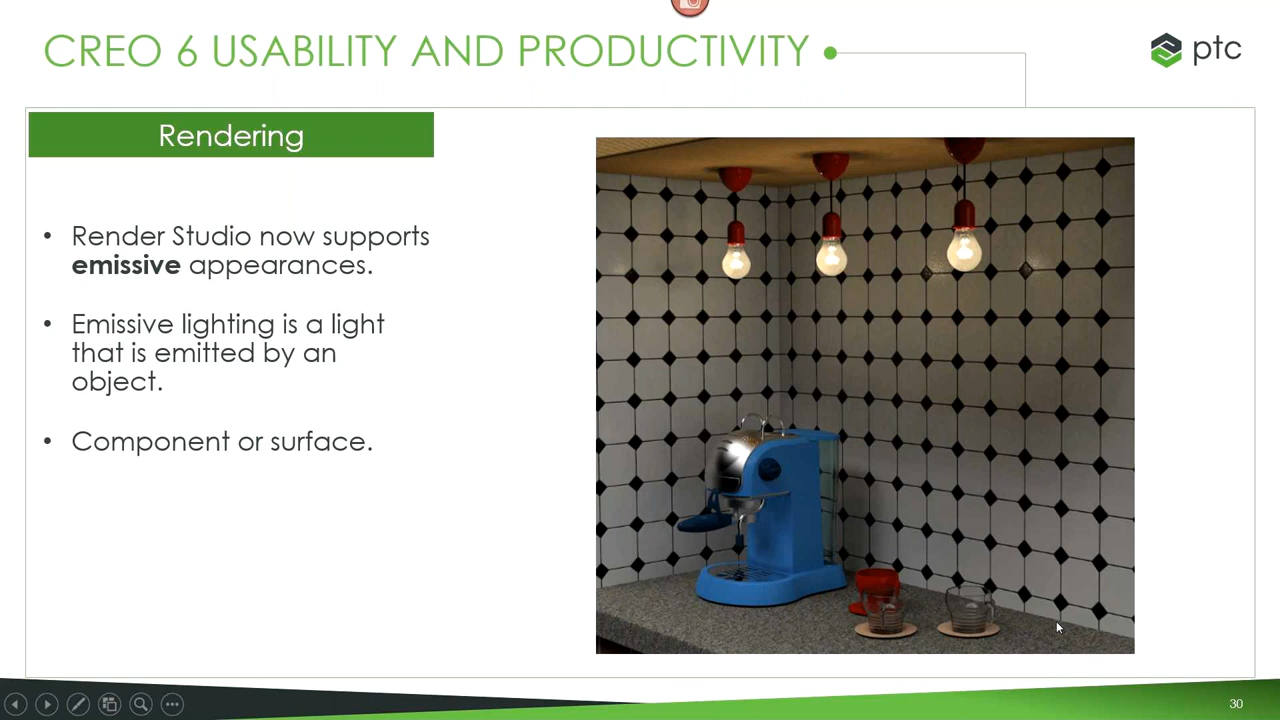 CREO 6 USABILITY AND PRODUCTIVITY
ptc
Rendering
• Render Studio now supports
emissive appearances.
• Emissive lighting is a light
that is emitted by an
object.
• Component or surface.
30